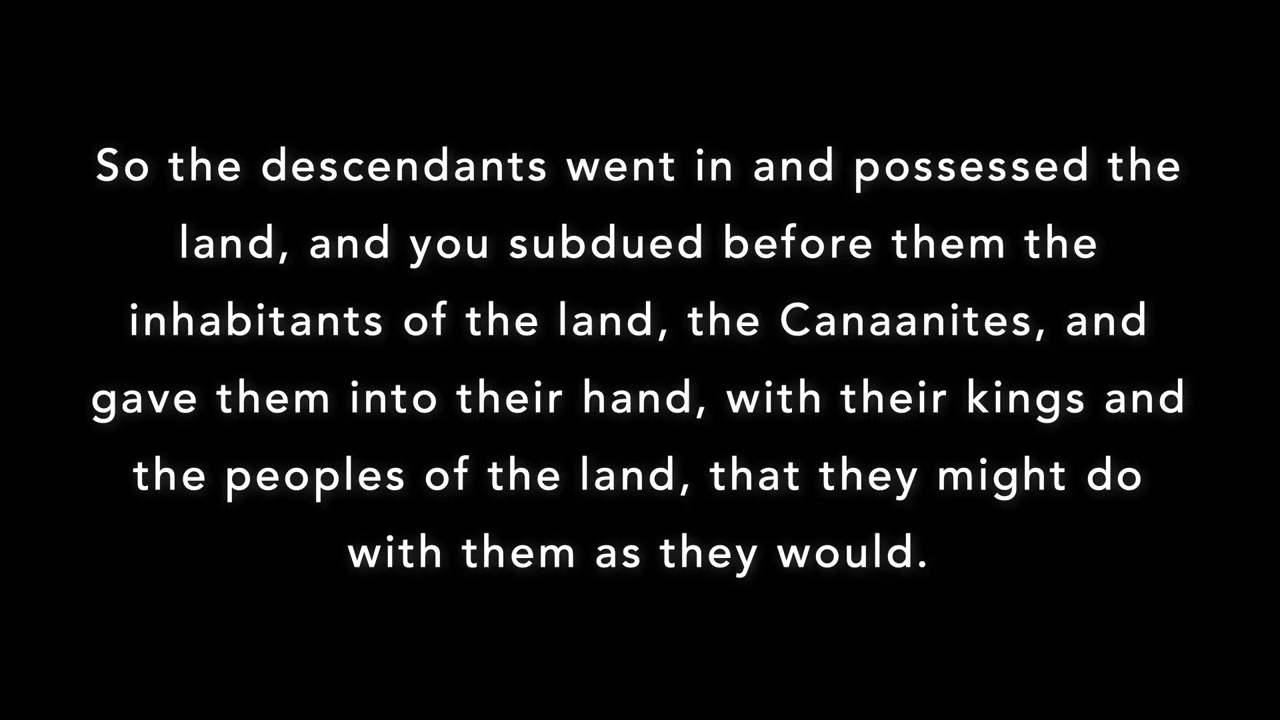 So the descendants went in and possessed the
land, and you subdued before them the
inhabitants of the land, the Canaanites, and
gave them into their hand, with their kings and
the peoples of the land, that they might do
with them as they would.